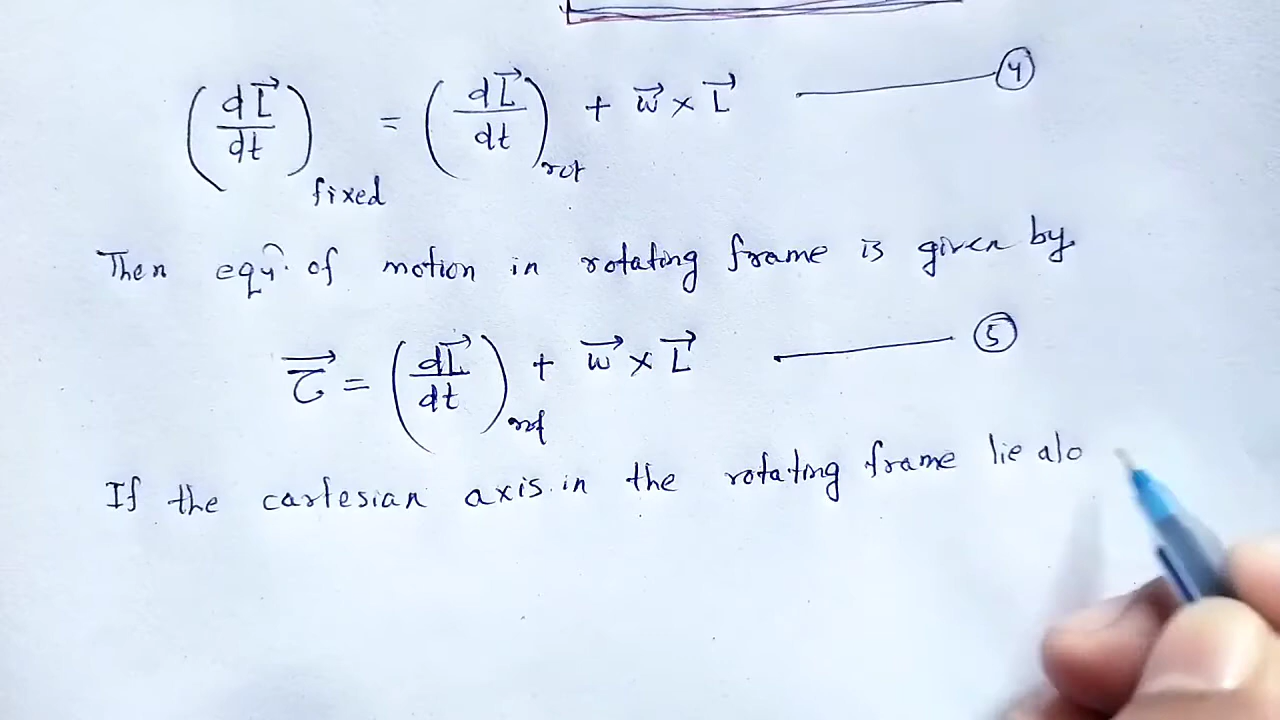 (dL⃗/dt)fixed = (dL⃗/dt)rot + w⃗ × L⃗ ——— ④
Then eqⁿ. of motion in rotating frame is given by
τ⃗ = (dL⃗/dt)rot + w⃗ × L⃗ ——— ⑤
If the cartesian axis in the rotating frame lie alo